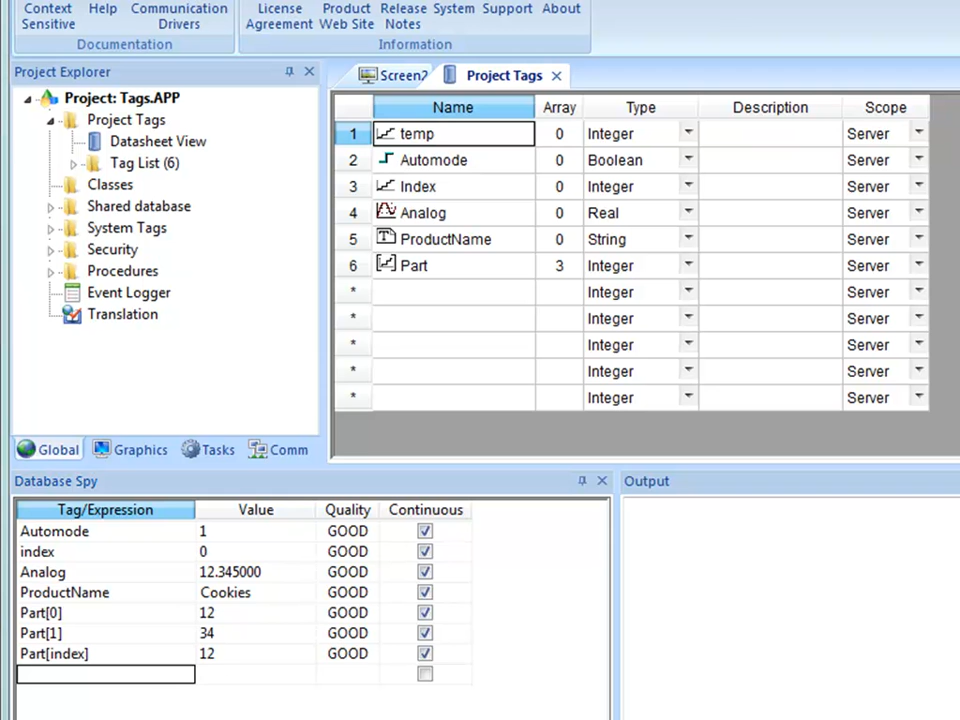 Context Sensitive
Help
Communication Drivers
Documentation
License Agreement
Product Web Site
Release Notes
System
Support
About
Information
Project Explorer
Project: Tags.APP
Project Tags
Datasheet View
Tag List (6)
Classes
Shared database
System Tags
Security
Procedures
Event Logger
Translation
Global Graphics Tasks Comm
Screen2 Project Tags
Name Array Type Description Scope
1 temp 0 Integer Server
2 Automode 0 Boolean Server
3 Index 0 Integer Server
4 Analog 0 Real Server
5 ProductName 0 String Server
6 Part 3 Integer Server
* Integer Server
* Integer Server
* Integer Server
* Integer Server
* Integer Server
Database Spy
Tag/Expression Value Quality Continuous
Automode 1 GOOD
index 0 GOOD
Analog 12.345000 GOOD
ProductName Cookies GOOD
Part[0] 12 GOOD
Part[1] 34 GOOD
Part[index] 12 GOOD
Output